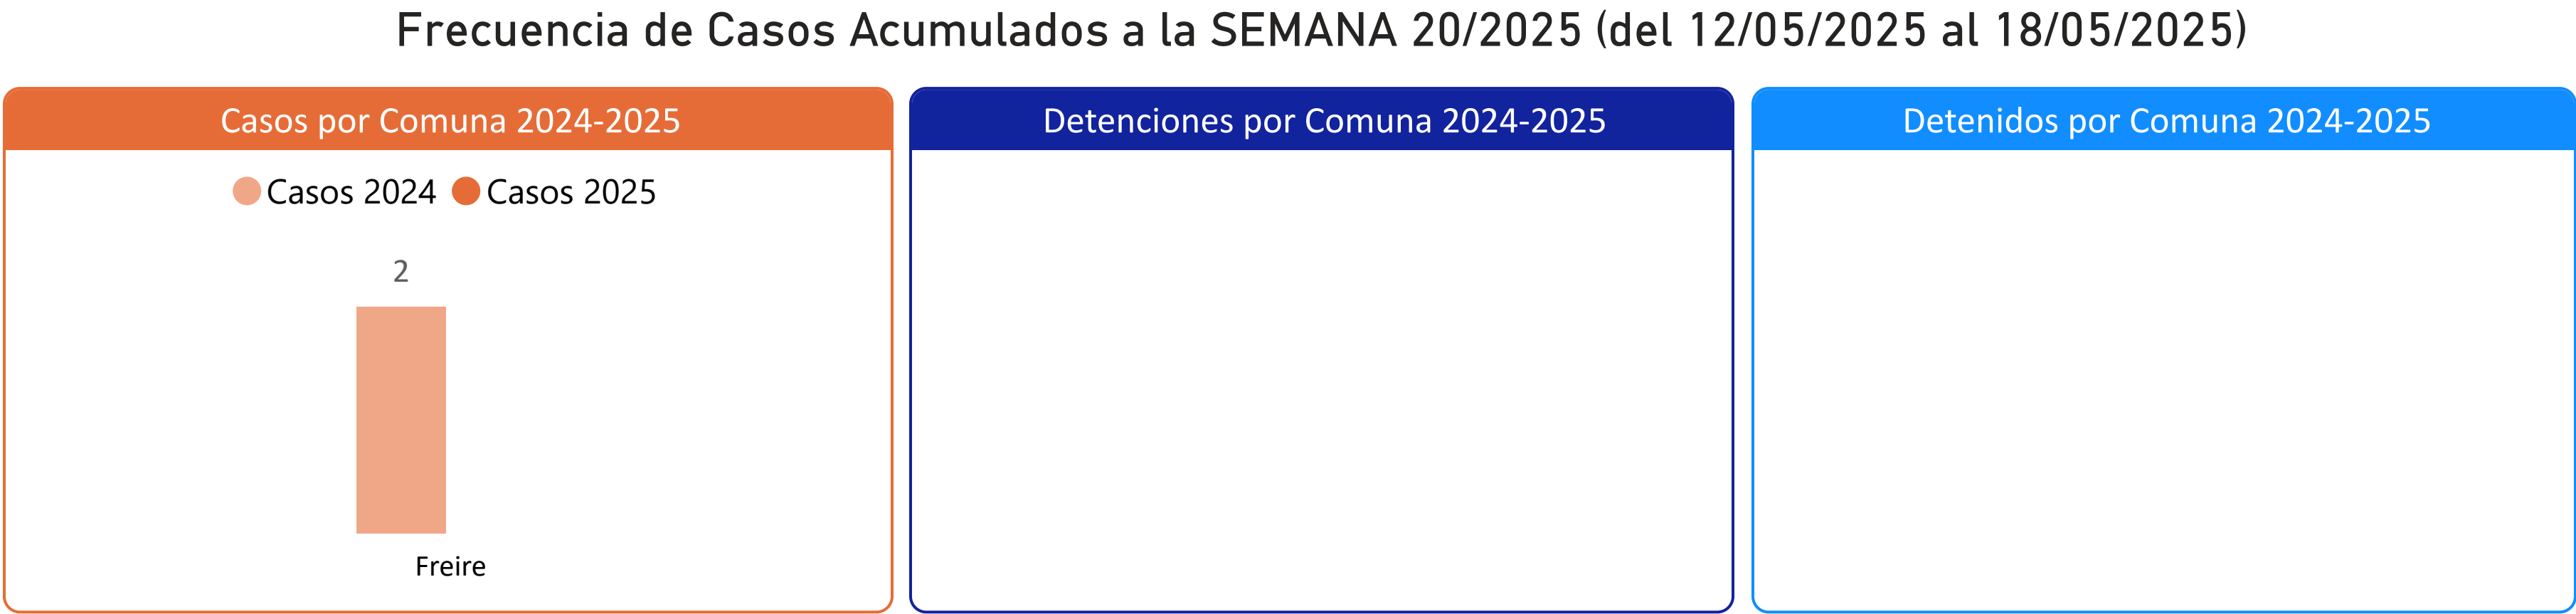 Frecuencia de Casos Acumulados a la SEMANA 20/2025 (del 12/05/2025 al 18/05/2025)
Casos por Comuna 2024-2025
Casos 2024 Casos 2025
2
Freire
Detenciones por Comuna 2024-2025
Detenidos por Comuna 2024-2025